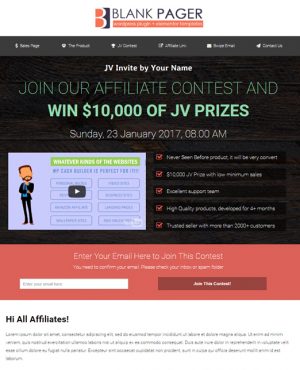 BLANK PAGER
wordpress plugin + elementor templates
Sales Page
The Product
JV Contest
Affiliate Link
Swipe Email
Contact Us
JV Invite by Your Name
JOIN OUR AFFILIATE CONTEST AND
WIN $10,000 OF JV PRIZES
Sunday, 23 January 2017, 08.00 AM
WHATEVER KINDS OF THE WEBSITES
WP CASH BUILDER IS PERFECT FOR IT!
Never Seen Before product, it will be very convert
$10,000 JV Prize with low minimum sales
Excellent support team
High Quality products, developed for 4+ months
Trusted seller with more than 2000+ customers
Enter Your Email Here to Join This Contest
You need to confirm your email. Please check your inbox or spam folder
Join This Contest!
Hi All Affiliates!
Lorem ipsum dolor sit amet, consectetur adipiscing elit, sed do eiusmod tempor incididunt ut labore et dolore magna aliqua. Ut enim ad minim
veniam, quis nostrud exercitation ullamco laboris nisi ut aliquip ex ea commodo consequat. Duis aute irure dolor in reprehenderit in voluptate velit
esse cillum dolore eu fugiat nulla pariatur. Excepteur sint occaecat cupidatat non proident, sunt in culpa qui officia deserunt mollit anim id est
laborum